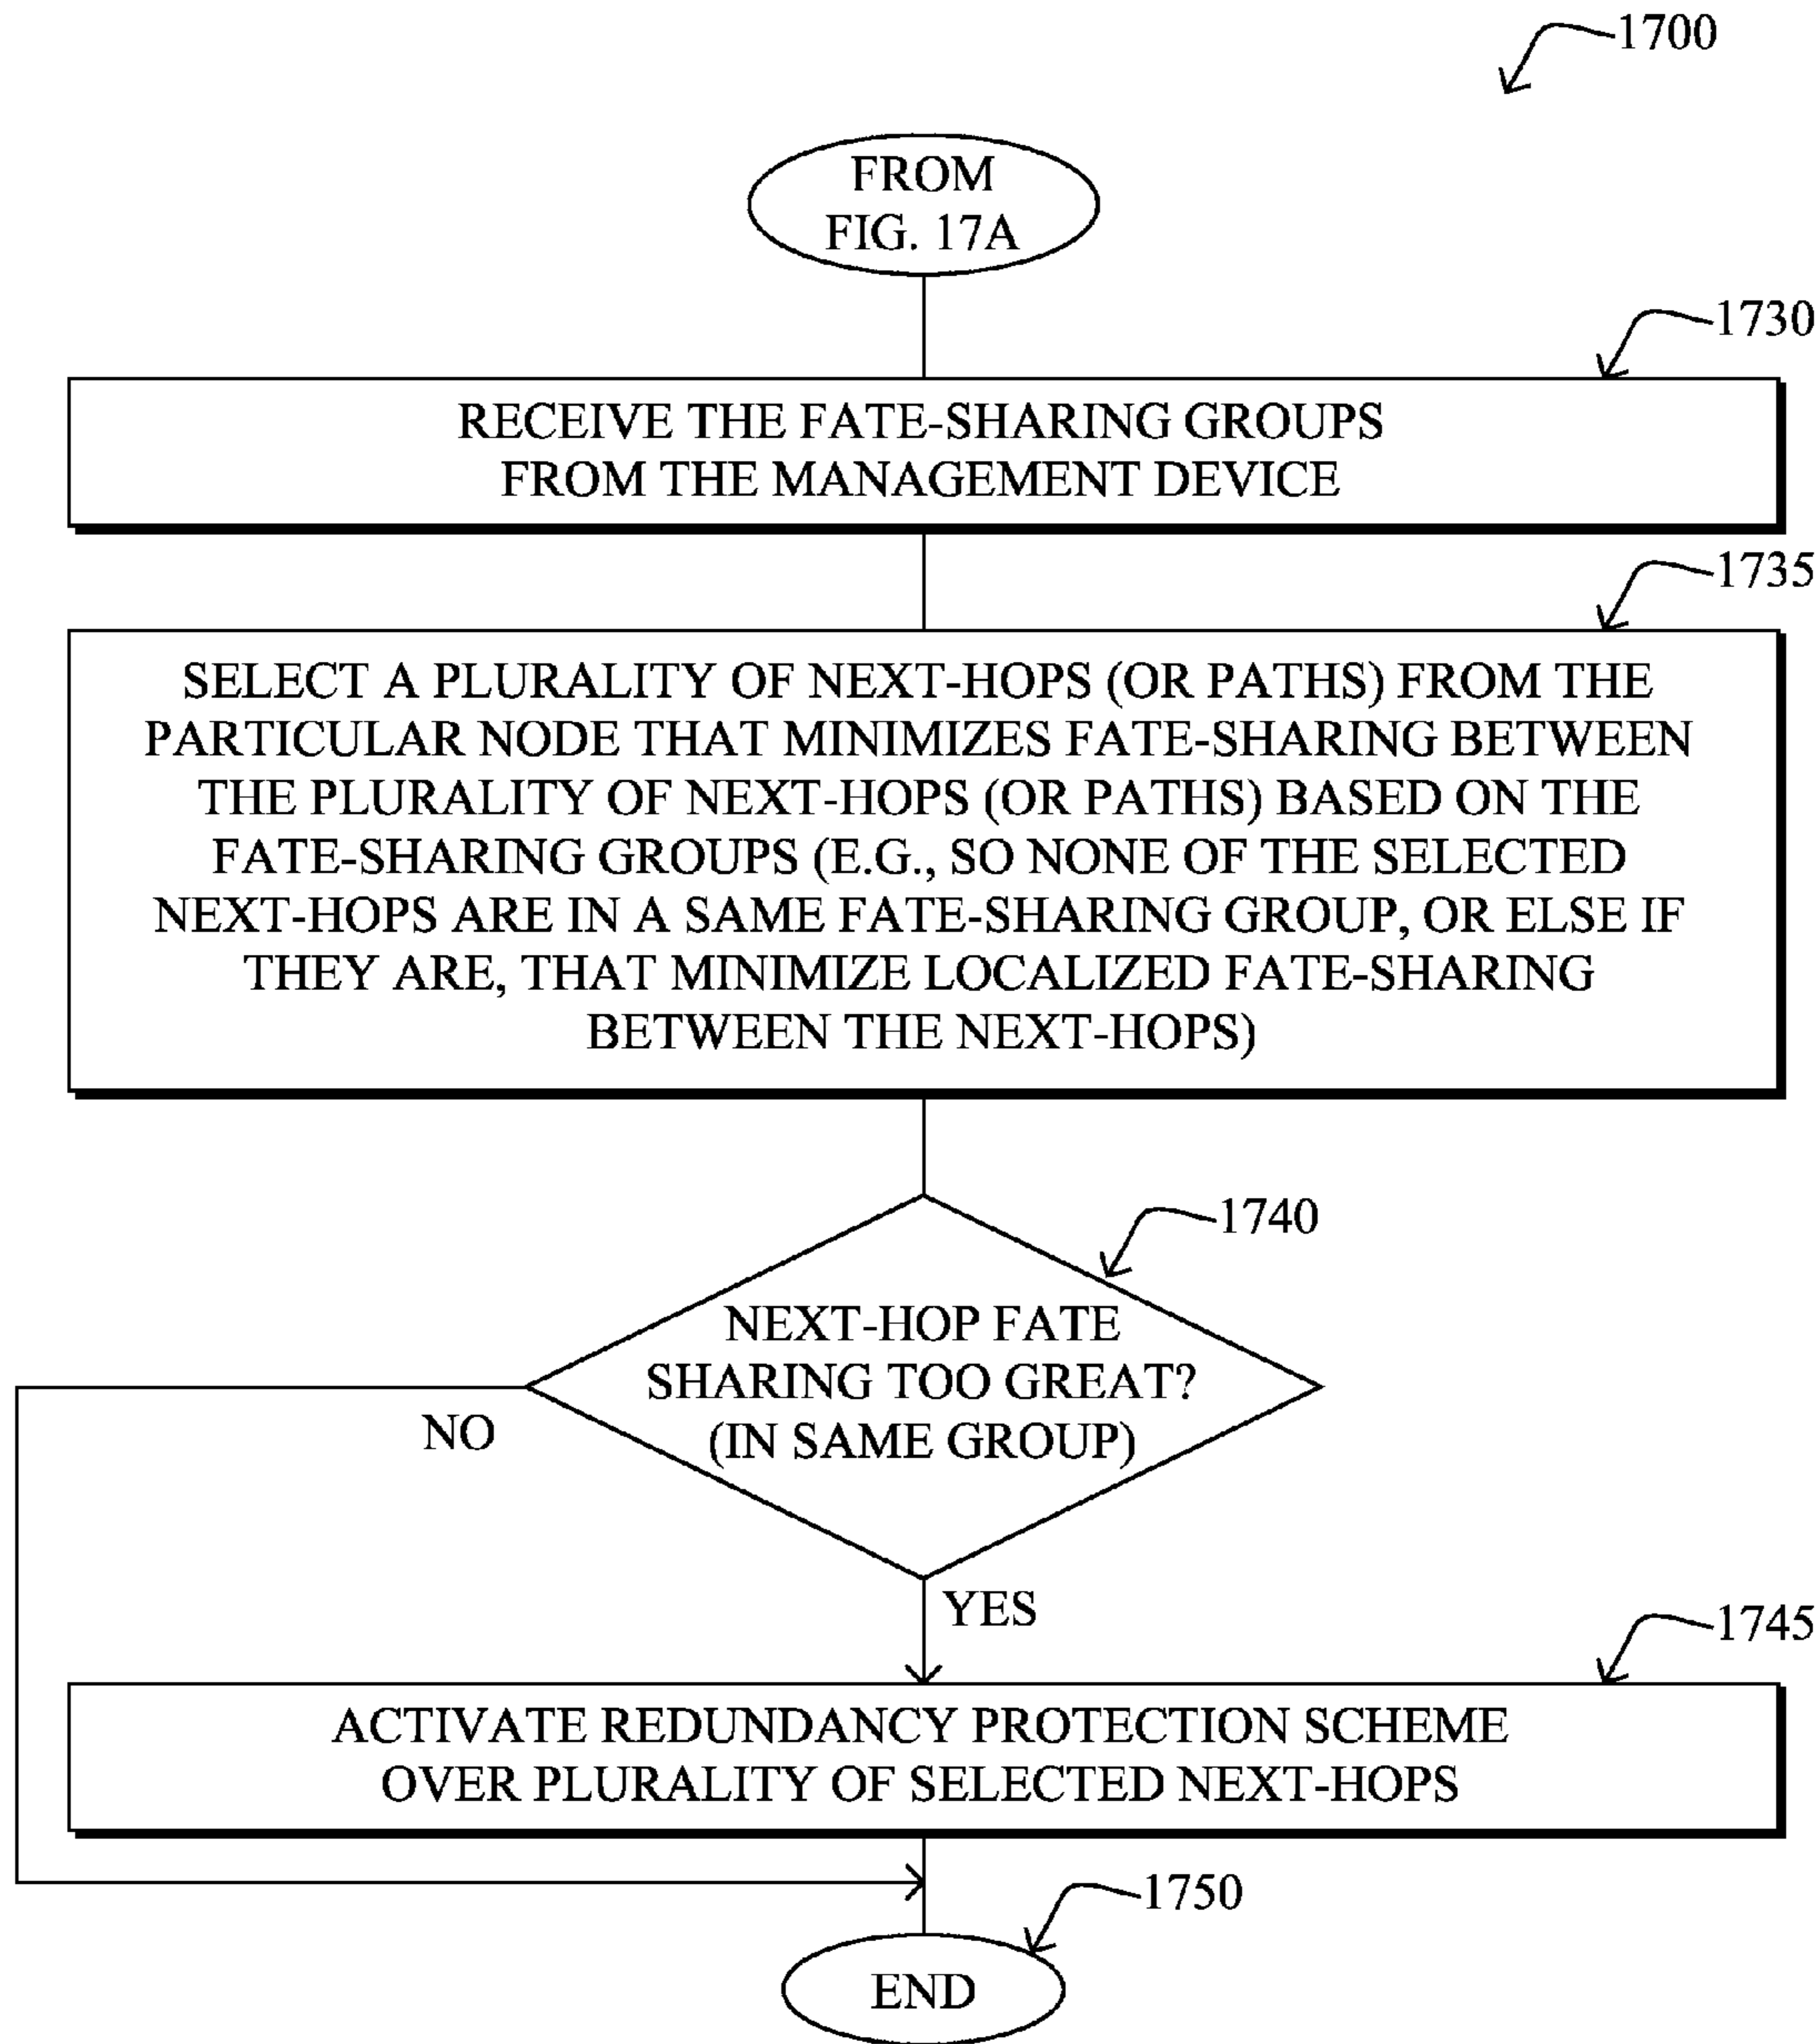 1700
FROM
FIG. 17A
1730
RECEIVE THE FATE-SHARING GROUPS
FROM THE MANAGEMENT DEVICE
1735
SELECT A PLURALITY OF NEXT-HOPS (OR PATHS) FROM THE
PARTICULAR NODE THAT MINIMIZES FATE-SHARING BETWEEN
THE PLURALITY OF NEXT-HOPS (OR PATHS) BASED ON THE
FATE-SHARING GROUPS (E.G., SO NONE OF THE SELECTED
NEXT-HOPS ARE IN A SAME FATE-SHARING GROUP, OR ELSE IF
THEY ARE, THAT MINIMIZE LOCALIZED FATE-SHARING
BETWEEN THE NEXT-HOPS)
1740
NEXT-HOP FATE
SHARING TOO GREAT?
(IN SAME GROUP)
NO
YES
1745
ACTIVATE REDUNDANCY PROTECTION SCHEME
OVER PLURALITY OF SELECTED NEXT-HOPS
1750
END